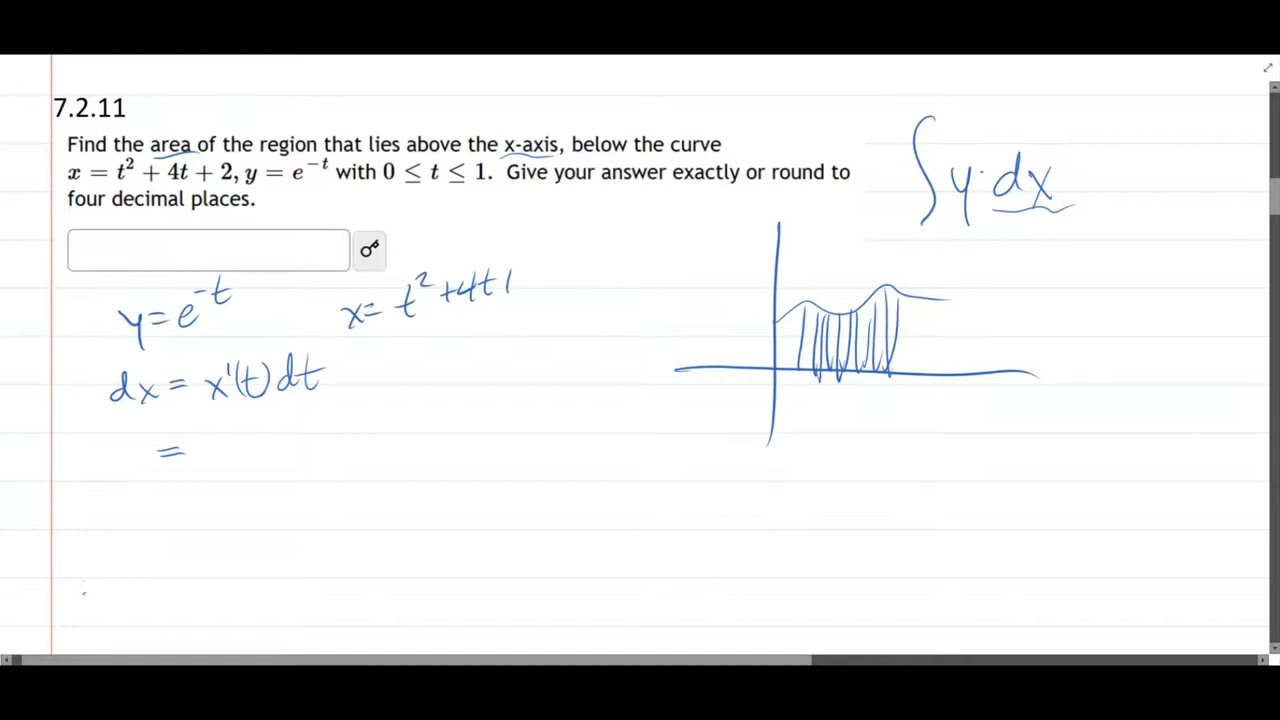 7.2.11
Find the area of the region that lies above the x-axis, below the curve
x = t² + 4t + 2, y = e⁻ᵗ with 0 ≤ t ≤ 1. Give your answer exactly or round to
four decimal places.
∫ y · dx
y = e⁻ᵗ x = t² +4t1
dx = x'(t) dt
=